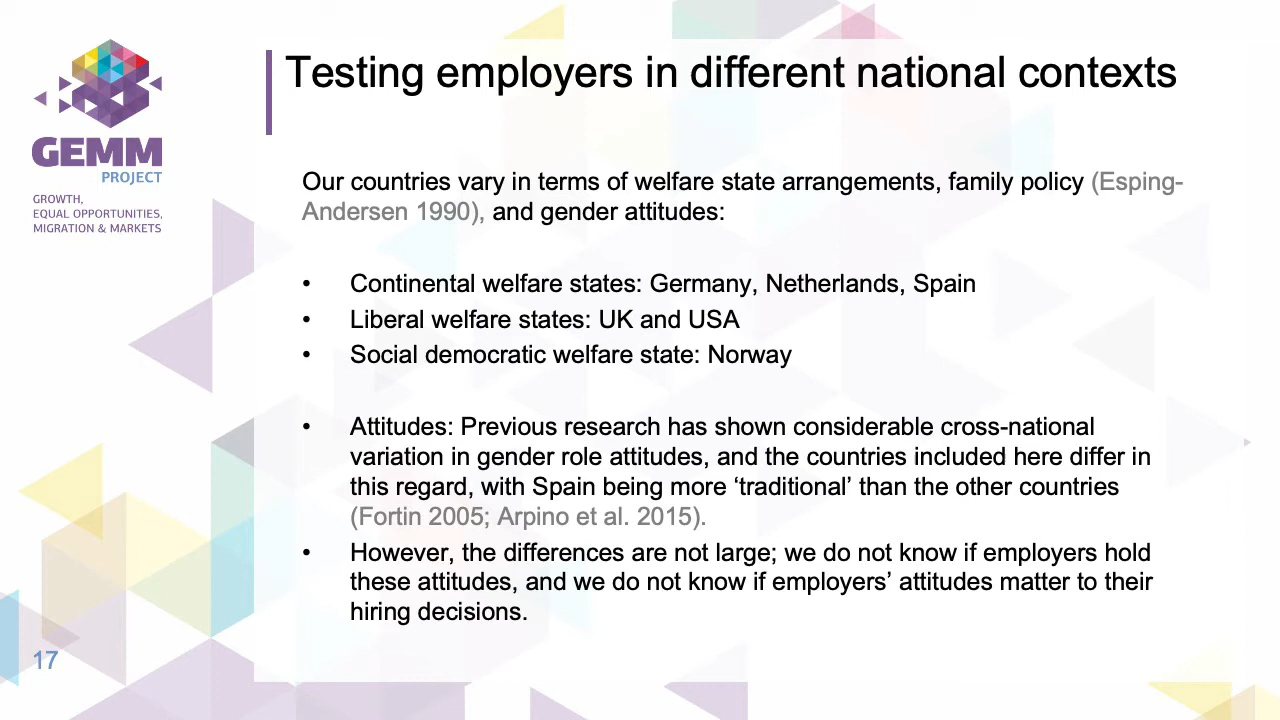 GEMM
PROJECT
GROWTH,
EQUAL OPPORTUNITIES,
MIGRATION & MARKETS
Testing employers in different national contexts
Our countries vary in terms of welfare state arrangements, family policy (Esping-
Andersen 1990), and gender attitudes:
• Continental welfare states: Germany, Netherlands, Spain
• Liberal welfare states: UK and USA
• Social democratic welfare state: Norway
• Attitudes: Previous research has shown considerable cross-national
variation in gender role attitudes, and the countries included here differ in
this regard, with Spain being more ‘traditional’ than the other countries
(Fortin 2005; Arpino et al. 2015).
• However, the differences are not large; we do not know if employers hold
these attitudes, and we do not know if employers’ attitudes matter to their
hiring decisions.
17